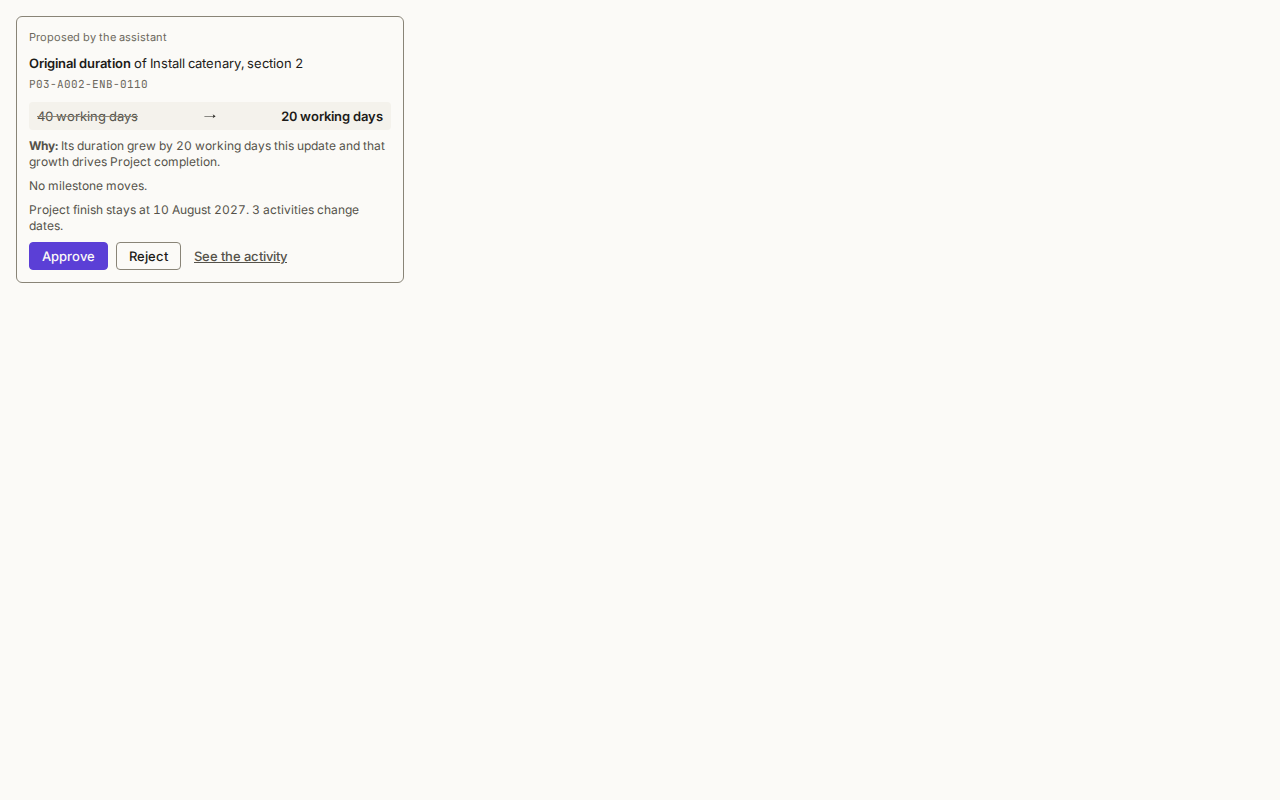 Proposed by the assistant
Original duration of Install catenary, section 2
P03-A002-ENB-0110
40 working days → 20 working days
Why: Its duration grew by 20 working days this update and that
growth drives Project completion.
No milestone moves.
Project finish stays at 10 August 2027. 3 activities change
dates.
Approve Reject See the activity